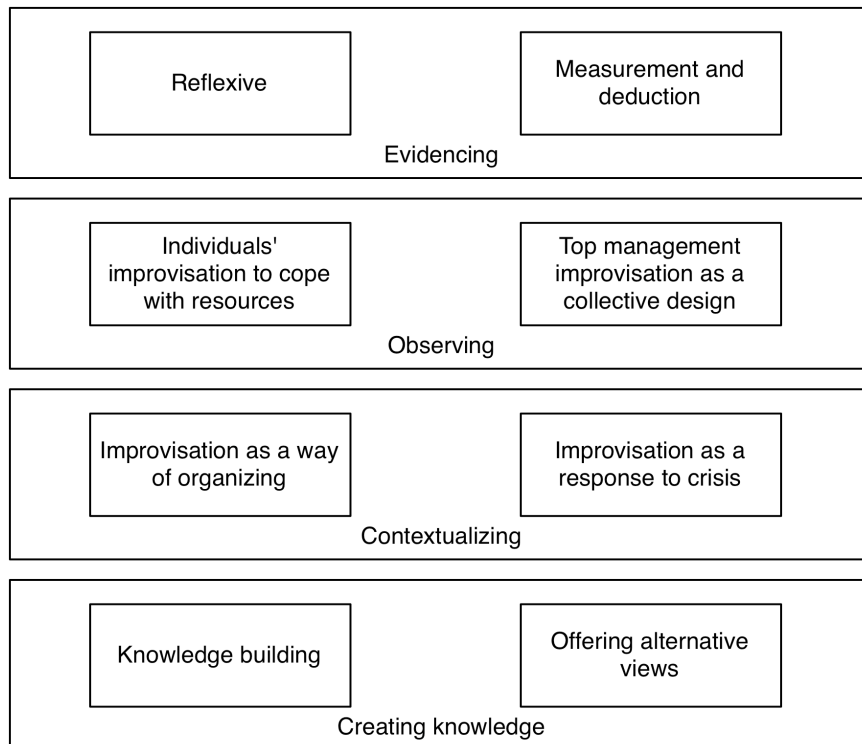 Reflexive
Measurement and
deduction
Evidencing
Individuals'
improvisation to cope
with resources
Top management
improvisation as a
collective design
Observing
Improvisation as a way
of organizing
Improvisation as a
response to crisis
Contextualizing
Knowledge building
Offering alternative
views
Creating knowledge